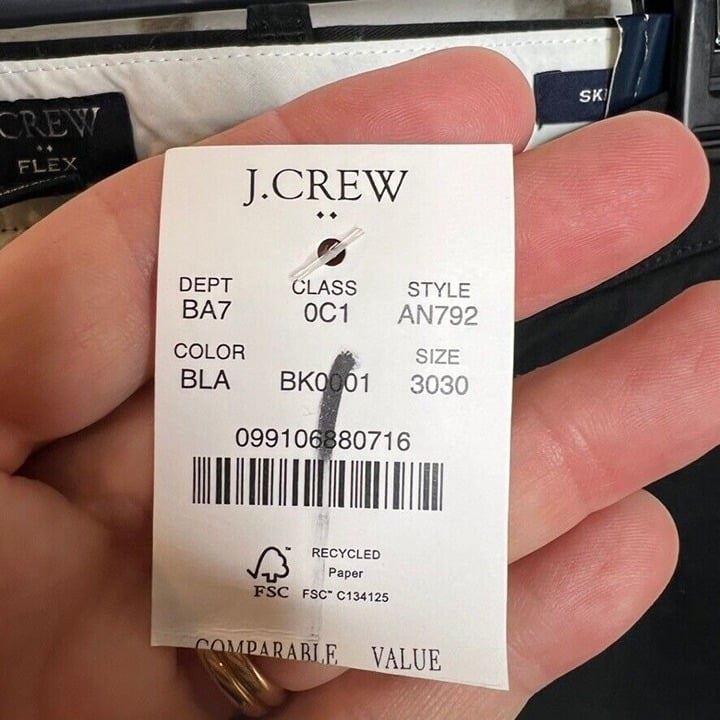 CREW
FLEX
SK
J.CREW
DEPT CLASS STYLE
BA7 0C1 AN792
COLOR SIZE
BLA BK0001 3030
099106880716
RECYCLED
Paper
FSC™ FSC™ C134125
COMPARABLE VALUE